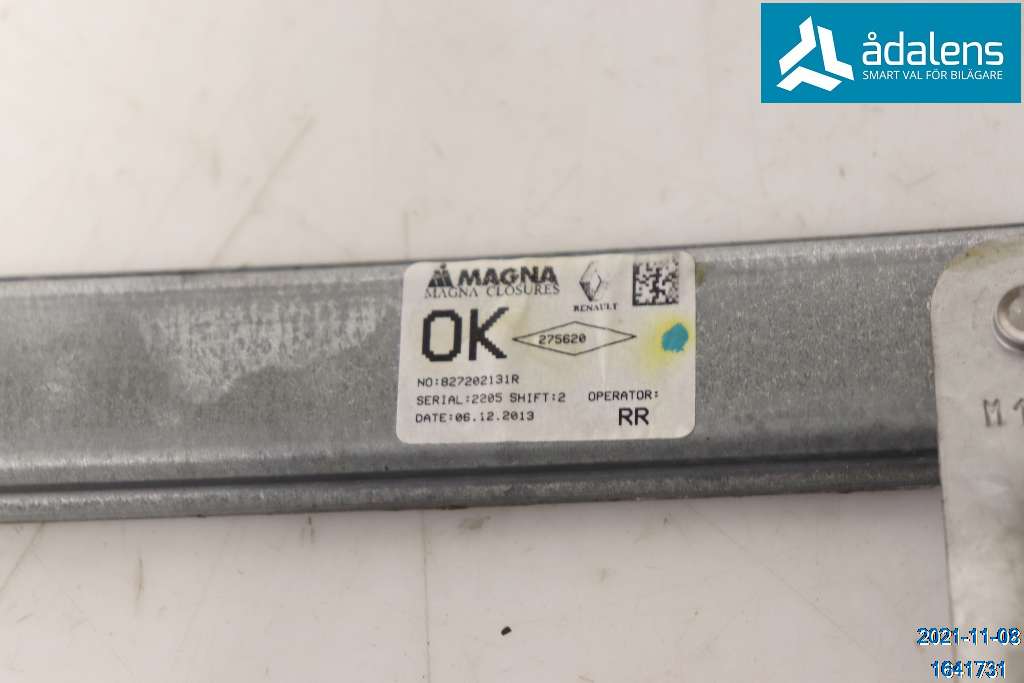 ådalens
SMART VAL FÖR BILÄGARE
MAGNA
MAGNA CLOSURES
RENAULT
OK
275620
NO:827202131R
SERIAL:2205 SHIFT:2 OPERATOR:
DATE:06.12.2013 RR
2021-11-08
1641731